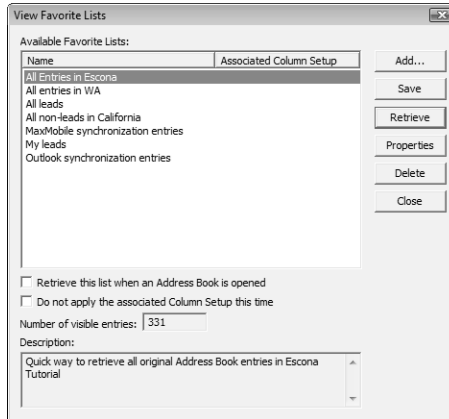 View Favorite Lists
Available Favorite Lists:
Name Associated Column Setup
All Entries in Escona
All entries in WA
All leads
All non-leads in California
MaxMobile synchronization entries
My leads
Outlook synchronization entries
Add...
Save
Retrieve
Properties
Delete
Close
Retrieve this list when an Address Book is opened
Do not apply the associated Column Setup this time
Number of visible entries: 331
Description:
Quick way to retrieve all original Address Book entries in Escona
Tutorial